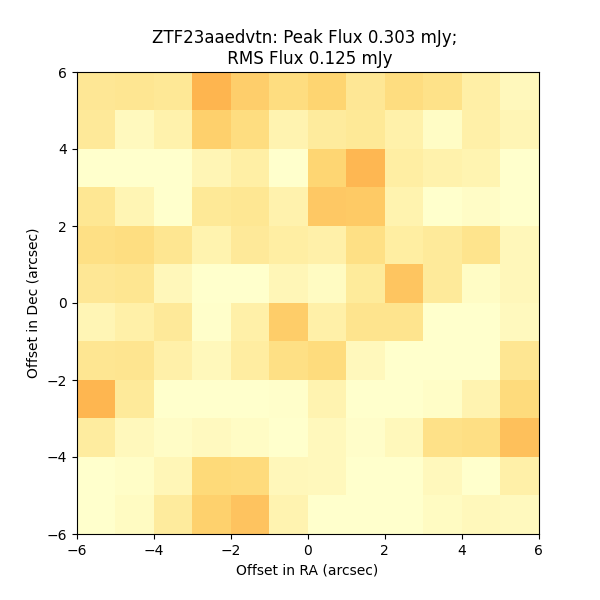 ZTF23aaedvtn: Peak Flux 0.303 mJy;
RMS Flux 0.125 mJy
6
4
2
0
−2
−4
−6
Offset in Dec (arcsec)
−6 −4 −2 0 2 4 6
Offset in RA (arcsec)